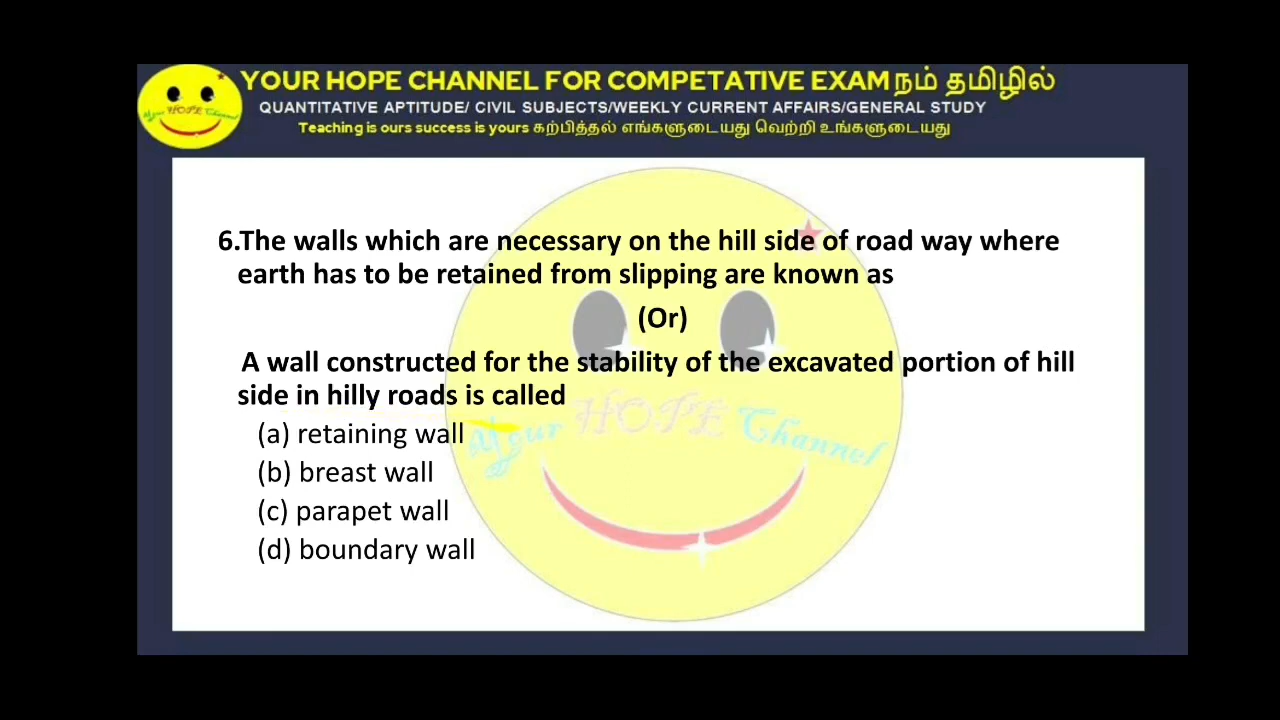 YOUR HOPE CHANNEL FOR COMPETATIVE EXAM நம் தமிழில்
QUANTITATIVE APTITUDE/ CIVIL SUBJECTS/WEEKLY CURRENT AFFAIRS/GENERAL STUDY
Teaching is ours success is yours கற்பித்தல் எங்களுடையது வெற்றி உங்களுடையது
Your HOPE Channel
6.The walls which are necessary on the hill side of road way where
earth has to be retained from slipping are known as
(Or)
A wall constructed for the stability of the excavated portion of hill
side in hilly roads is called
(a) retaining wall
(b) breast wall
(c) parapet wall
(d) boundary wall
Your HOPE Channel